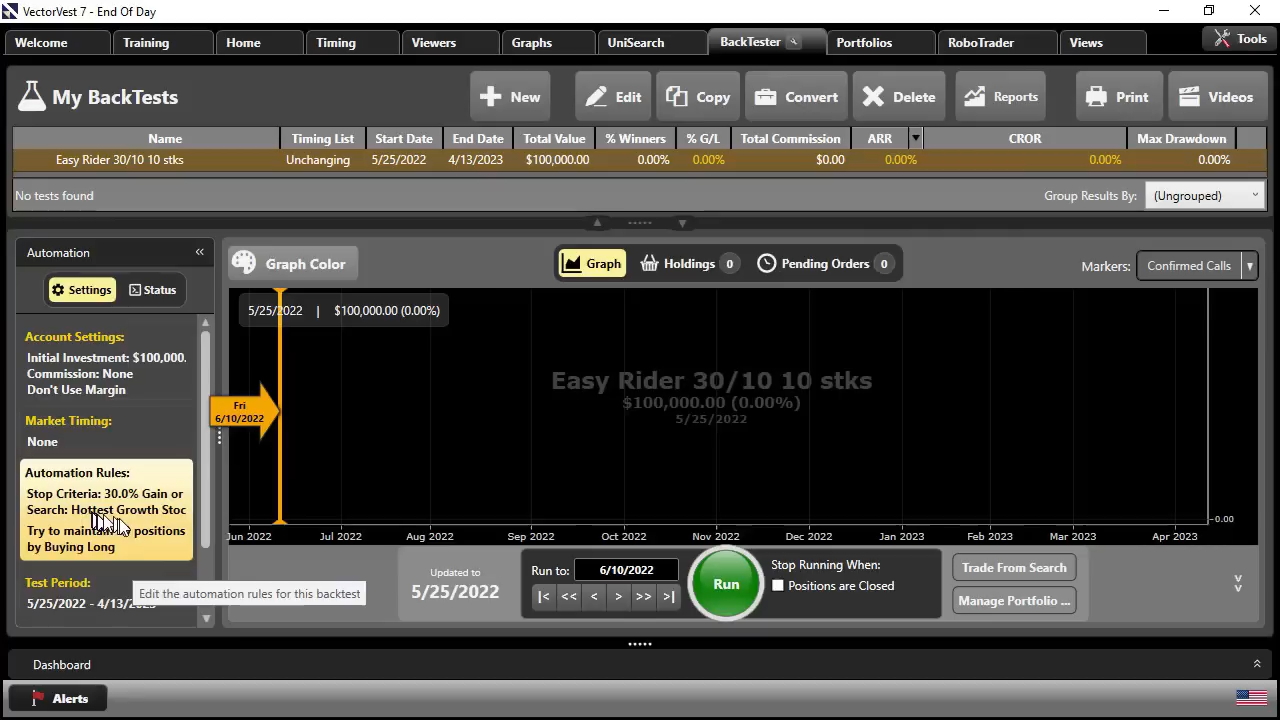 VectorVest 7 - End Of Day
Welcome Training Home Timing Viewers Graphs UniSearch BackTester Portfolios RoboTrader Views Tools
My BackTests
New Edit Copy Convert Delete Reports Print Videos
Name Timing List Start Date End Date Total Value % Winners % G/L Total Commission ARR CROR Max Drawdown
Easy Rider 30/10 10 stks Unchanging 5/25/2022 4/13/2023 $100,000.00 0.00% 0.00% $0.00 0.00% 0.00% 0.00%
No tests found
Group Results By: (Ungrouped)
Automation
Settings Status
Account Settings:
Initial Investment: $100,000.
Commission: None
Don't Use Margin
Market Timing:
None
Automation Rules:
Stop Criteria: 30.0% Gain or
Search: Hottest Growth Stoc
Try to maintain positions
by Buying Long
Test Period:
5/25/2022 - 4/13/2023
Edit the automation rules for this backtest
Graph Color
Graph Holdings 0 Pending Orders 0
Markers: Confirmed Calls
5/25/2022 | $100,000.00 (0.00%)
Easy Rider 30/10 10 stks
$100,000.00 (0.00%)
5/25/2022
Fri
6/10/2022
0.00
Jun 2022 Jul 2022 Aug 2022 Sep 2022 Oct 2022 Nov 2022 Dec 2022 Jan 2023 Feb 2023 Mar 2023 Apr 2023
Updated to
5/25/2022
Run to: 6/10/2022
|< << < > >> >|
Run
Stop Running When:
Positions are Closed
Trade From Search
Manage Portfolio ...
Dashboard
Alerts